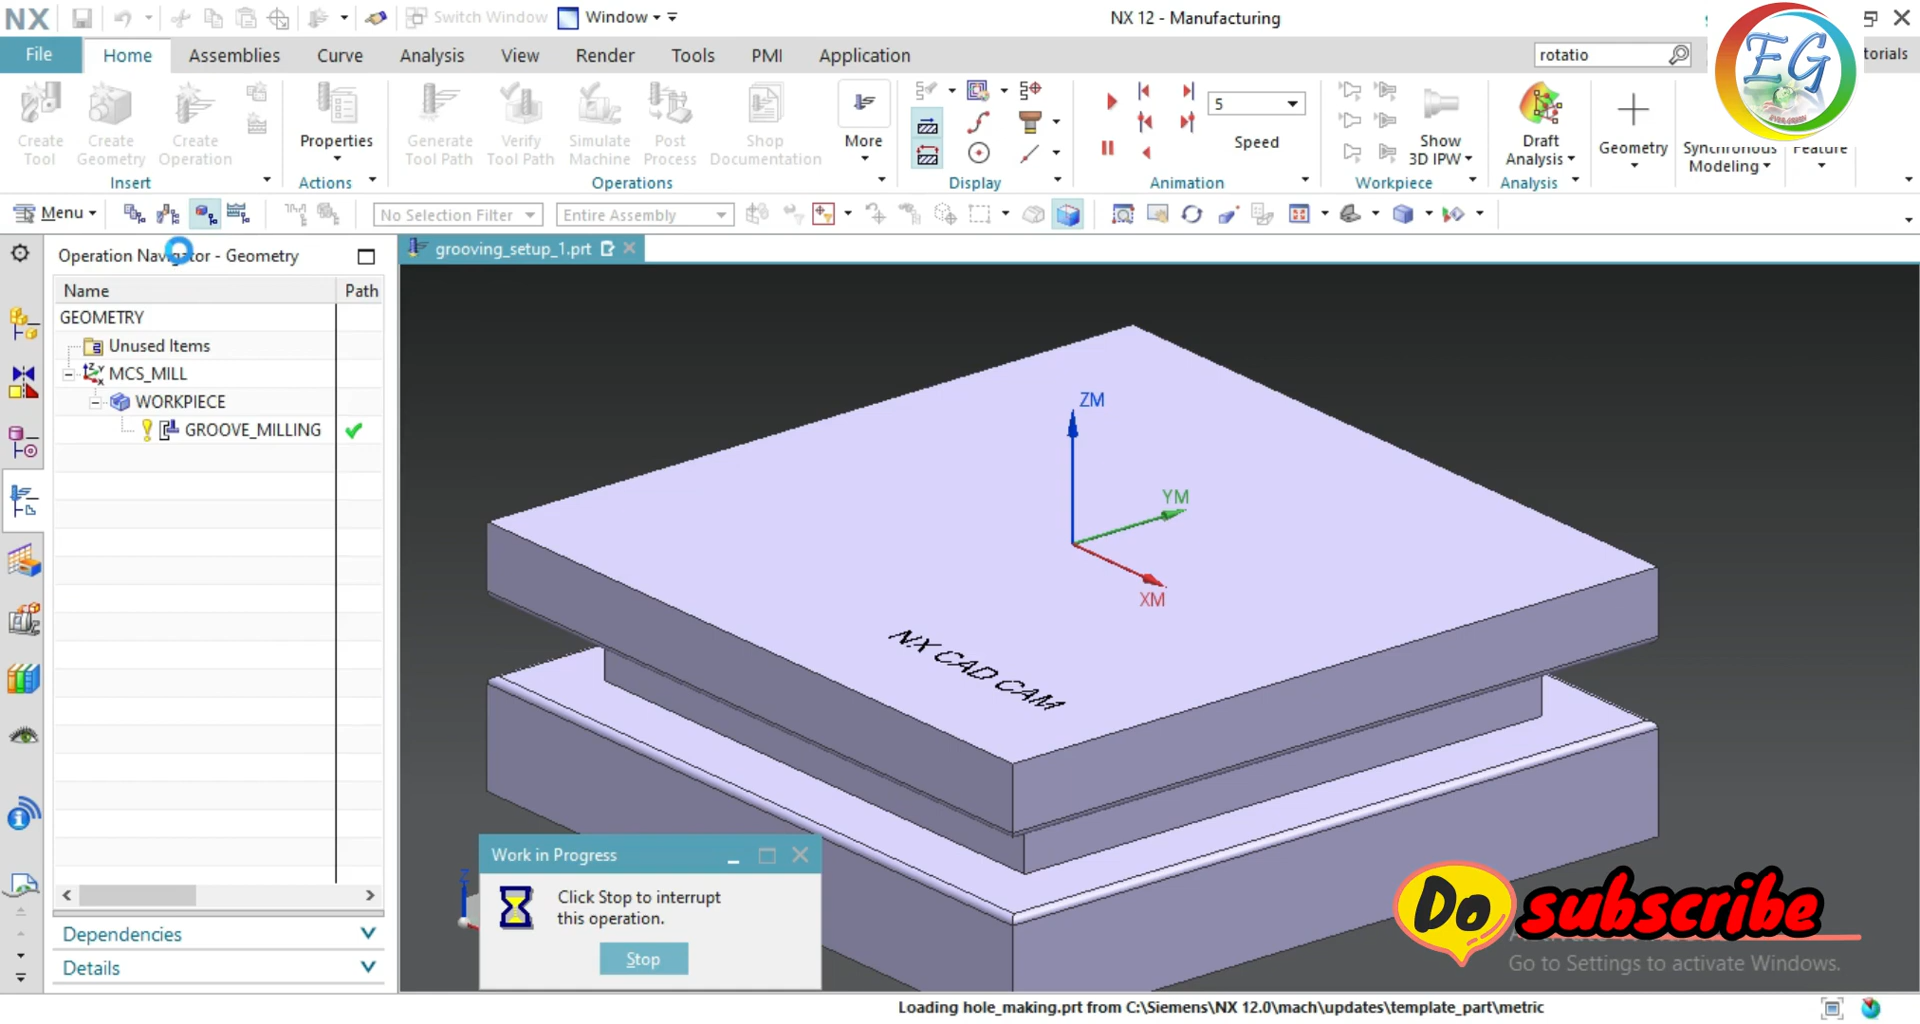 NX
Switch Window
Window
NX 12 - Manufacturing
File
Home
Assemblies
Curve
Analysis
View
Render
Tools
PMI
Application
rotatio
torials
EG
Create Tool
Create Geometry
Create Operation
Insert
Properties
Actions
Generate Tool Path
Verify Tool Path
Simulate Machine
Post Process
Shop Documentation
Operations
More
Display
5
Speed
Animation
Show 3D IPW
Workpiece
Draft Analysis
Analysis
Geometry
Synchronous Modeling
Feature
Menu
No Selection Filter
Entire Assembly
Operation Navigator - Geometry
grooving_setup_1.prt
Name
Path
GEOMETRY
Unused Items
MCS_MILL
WORKPIECE
GROOVE_MILLING
ZM
YM
XM
NX CAD CAM
Work in Progress
Click Stop to interrupt
this operation.
Stop
Z
Dependencies
Details
Do subscribe
Go to Settings to activate Windows.
Loading hole_making.prt from C:\Siemens\NX 12.0\mach\updates\template_part\metric